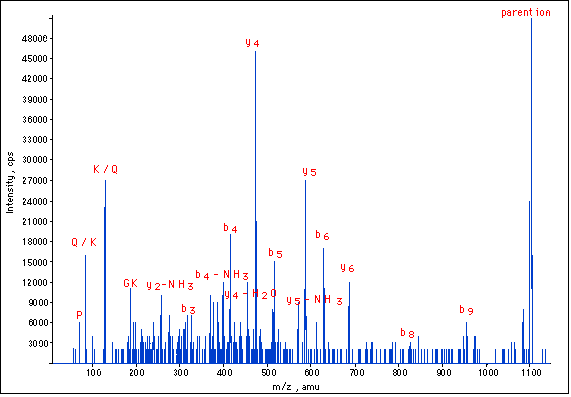 parention
y4
48000
45000
42000
39000
36000
33000
30000
27000
24000
21000
18000
15000
12000
9000
6000
3000
Intensity, cps
K/Q
y5
b4
b6
Q/K
b5
b4-NH3
y6
GK
y2-NH3
y4-H2O
y5-NH3
P
b3
b9
b8
100 200 300 400 500 600 700 800 900 1000 1100
m/z, amu